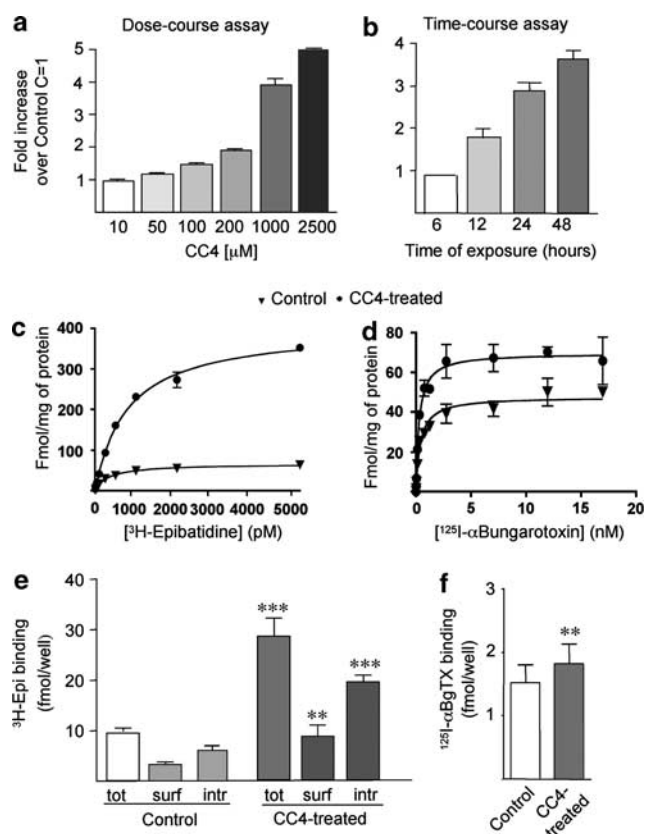 a
Dose-course assay
Fold increase
over Control C=1
5
4
3
2
1
10 50 100 200 1000 2500
CC4 [µM]
b
Time-course assay
4
3
2
1
6 12 24 48
Time of exposure (hours)
▼ Control ● CC4-treated
c
Fmol/mg of protein
400
300
200
100
0 1000 2000 3000 4000 5000
[³H-Epibatidine] (pM)
d
Fmol/mg of protein
80
60
40
20
0
0 5 10 15 20
[¹²⁵I-αBungarotoxin] (nM)
e
³H-Epi binding
(fmol/well)
40
30
20
10
*** ** ***
tot surf intr tot surf intr
Control CC4-treated
f
¹²⁵I-αBgTX binding
(fmol/well)
3
2
1
**
Control
CC4-
treated